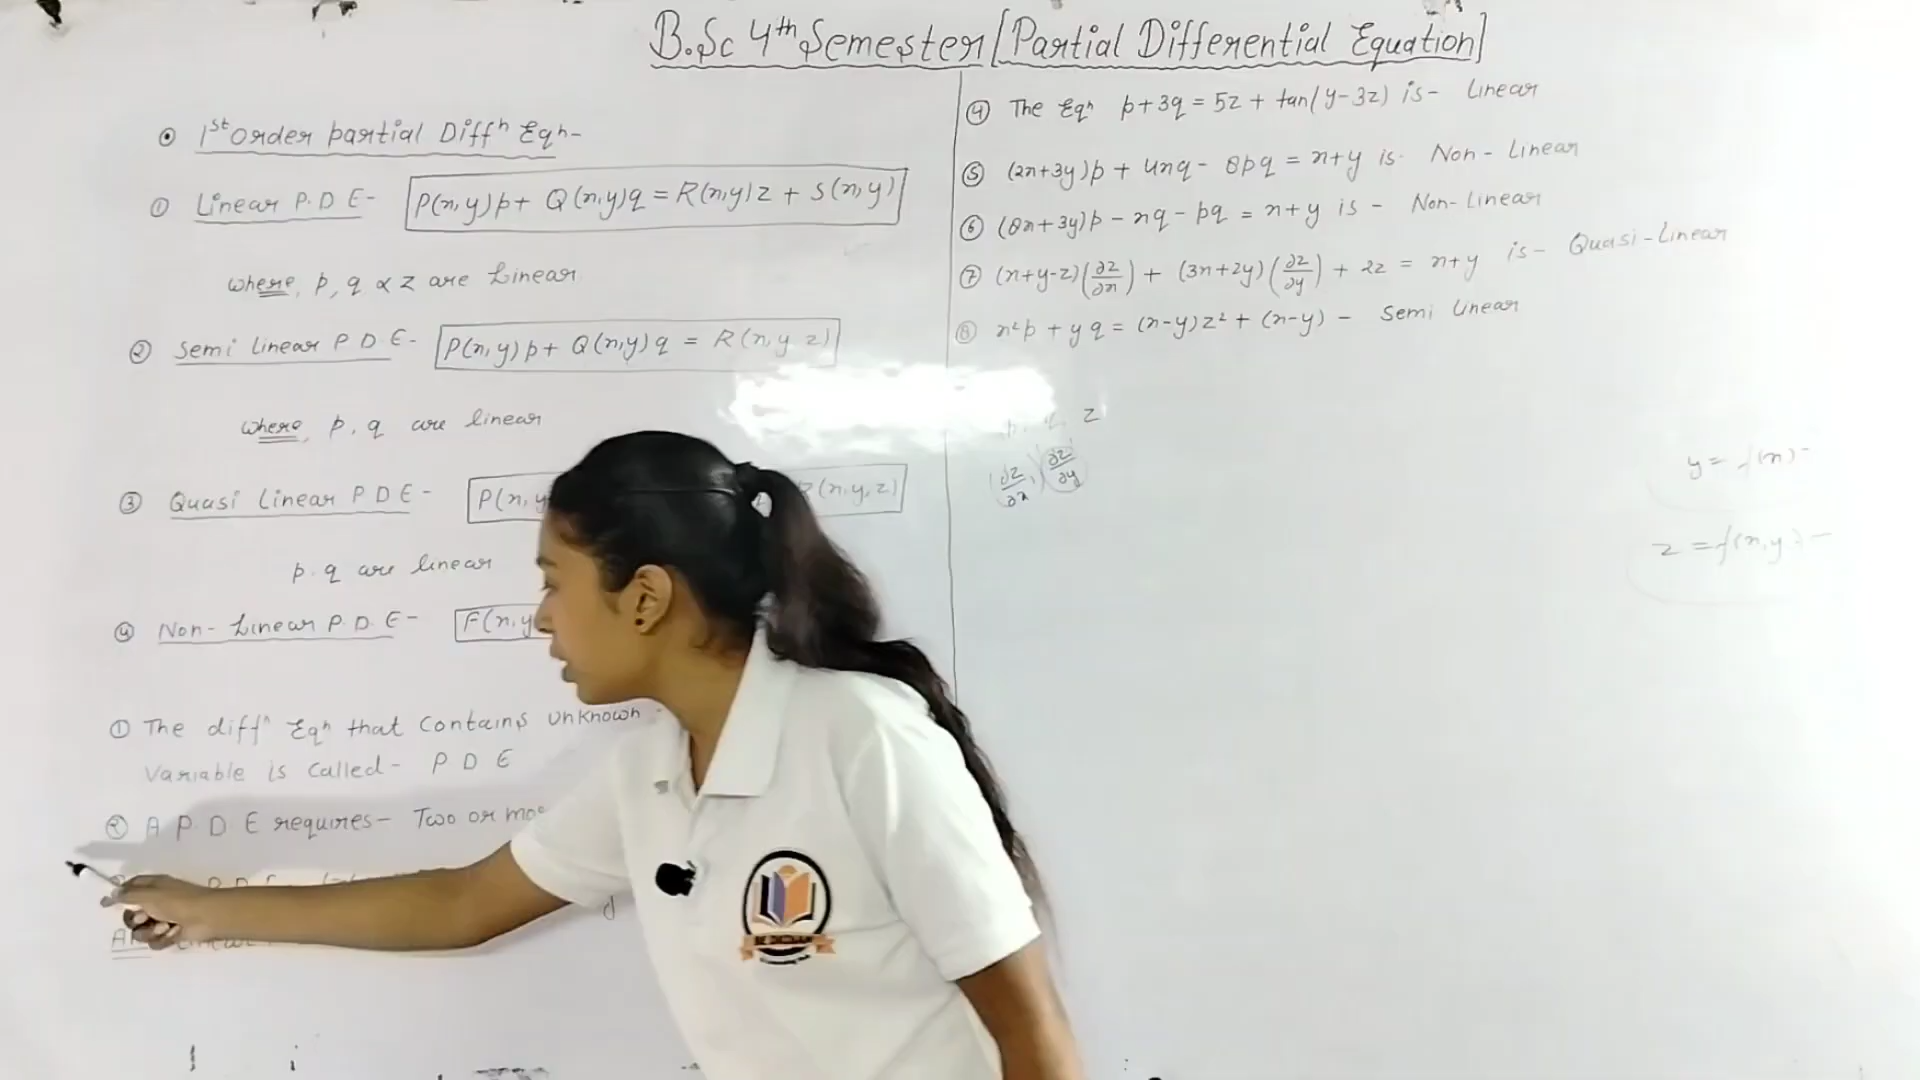 B.Sc 4th Semester [Partial Differential Equation]
⊙ 1st Order partial Diffn Eqn-
① Linear P.D E- P(x,y)p + Q(x,y)q = R(x,y)z + S(x,y)
where, p, q & z are Linear.
② Semi Linear P D E- P(x,y)p + Q(x,y)q = R(x,y z)
where, p, q are linear
③ Quasi Linear P D E- P(x,y R(x,y,z)
p.q are linear
④ Non-Linear P.D.E- F(x,y
① The diffn Eqn that contains unknown
Variable is called- P D E
② A P.D.E requires- Two or mo
④ The Eqn p+3q = 5z + tan(y-3z) is- Linear
⑤ (2x+3y)p + 4xq - 8pq = x+y is- Non-Linear
⑥ (8x+3y)p - xq - pq = x+y is- Non-Linear
⑦ (x+y-z)(∂z/∂x) + (3x+2y)(∂z/∂y) + 2z = x+y is- Quasi-Linear
⑧ x²p + yq = (x-y)z² + (x-y) - Semi Linear
z
(∂z/∂x) (∂z/∂y)
y = f(x)-
z = f(x,y)-